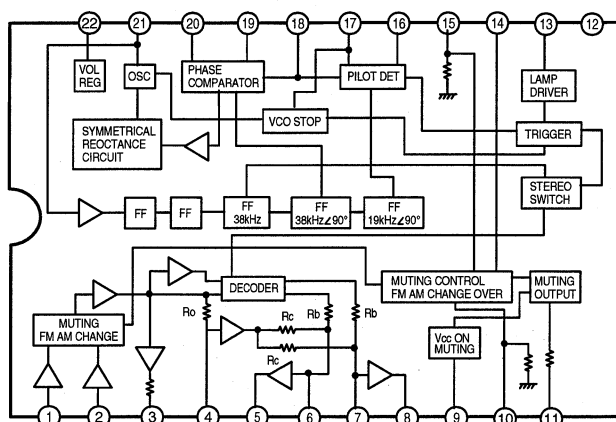 22 21 20 19 18 17 16 15 14 13 12
VOL
REG
OSC
PHASE
COMPARATOR
PILOT DET
LAMP
DRIVER
SYMMETRICAL
REOCTANCE
CIRCUIT
VCO STOP
TRIGGER
STEREO
SWITCH
FF
FF
FF
38kHz
FF
38kHz∠90°
FF
19kHz∠90°
DECODER
MUTING CONTROL
FM AM CHANGE OVER
MUTING
OUTPUT
MUTING
FM AM CHANGE
Ro
Rc
Rb
Rb
Rc
Vcc ON
MUTING
1 2 3 4 5 6 7 8 9 10 11